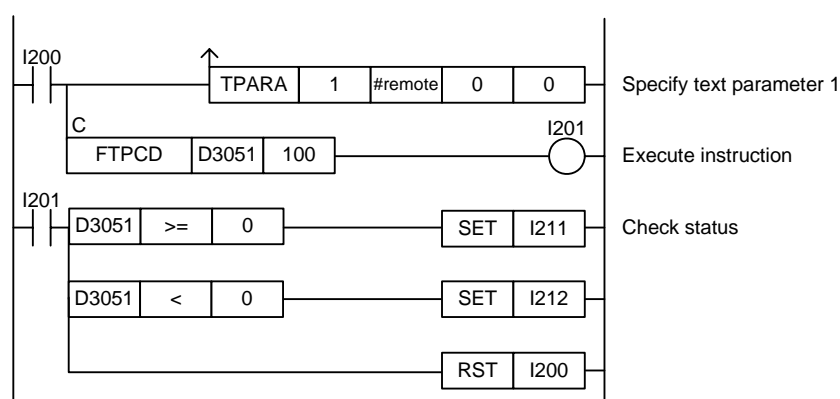 I200
TPARA 1 #remote 0 0 Specify text parameter 1
C I201
FTPCD D3051 100 Execute instruction
I201
D3051 >= 0 SET I211 Check status
D3051 < 0 SET I212
RST I200